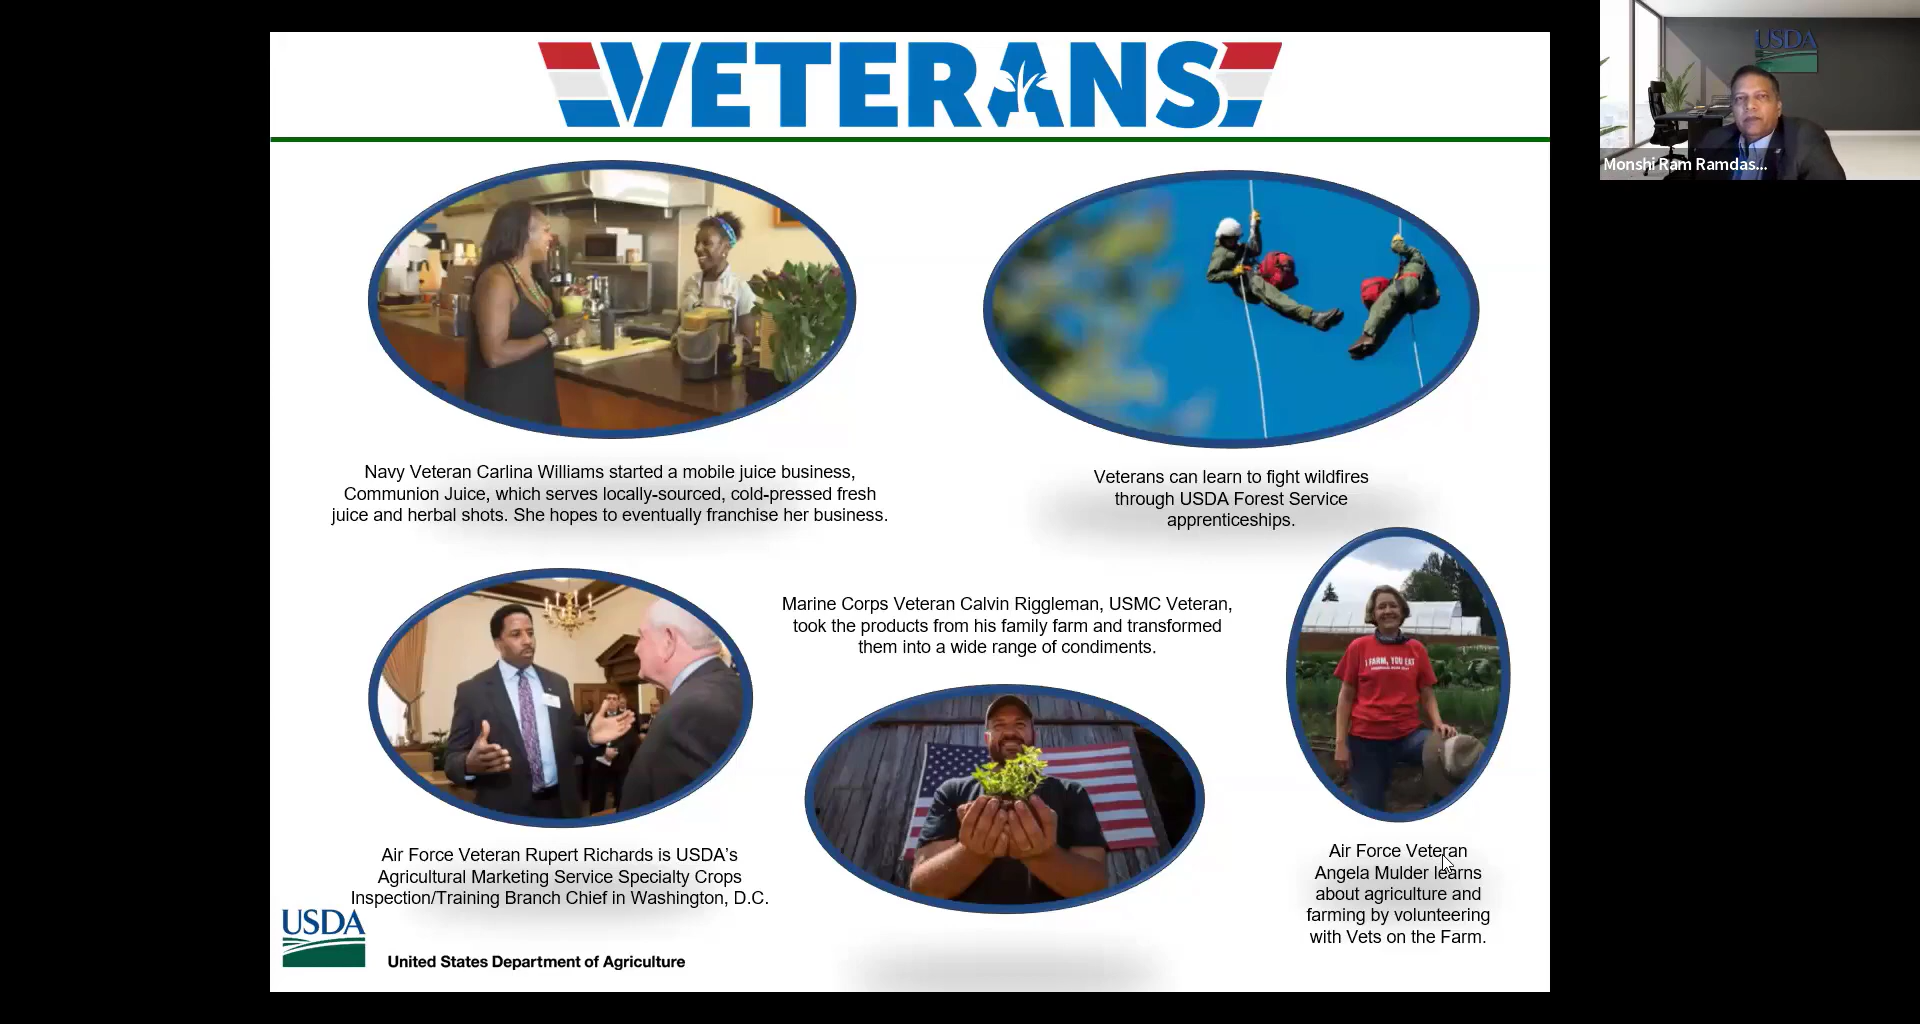 VETERANS
USDA
Monshi Ram Ramdas...
Navy Veteran Carlina Williams started a mobile juice business,
Communion Juice, which serves locally-sourced, cold-pressed fresh
juice and herbal shots. She hopes to eventually franchise her business.
Veterans can learn to fight wildfires
through USDA Forest Service
apprenticeships.
Marine Corps Veteran Calvin Riggleman, USMC Veteran,
took the products from his family farm and transformed
them into a wide range of condiments.
I FARM, YOU EAT
Air Force Veteran Rupert Richards is USDA’s
Agricultural Marketing Service Specialty Crops
Inspection/Training Branch Chief in Washington, D.C.
Air Force Veteran
Angela Mulder learns
about agriculture and
farming by volunteering
with Vets on the Farm.
USDA
United States Department of Agriculture